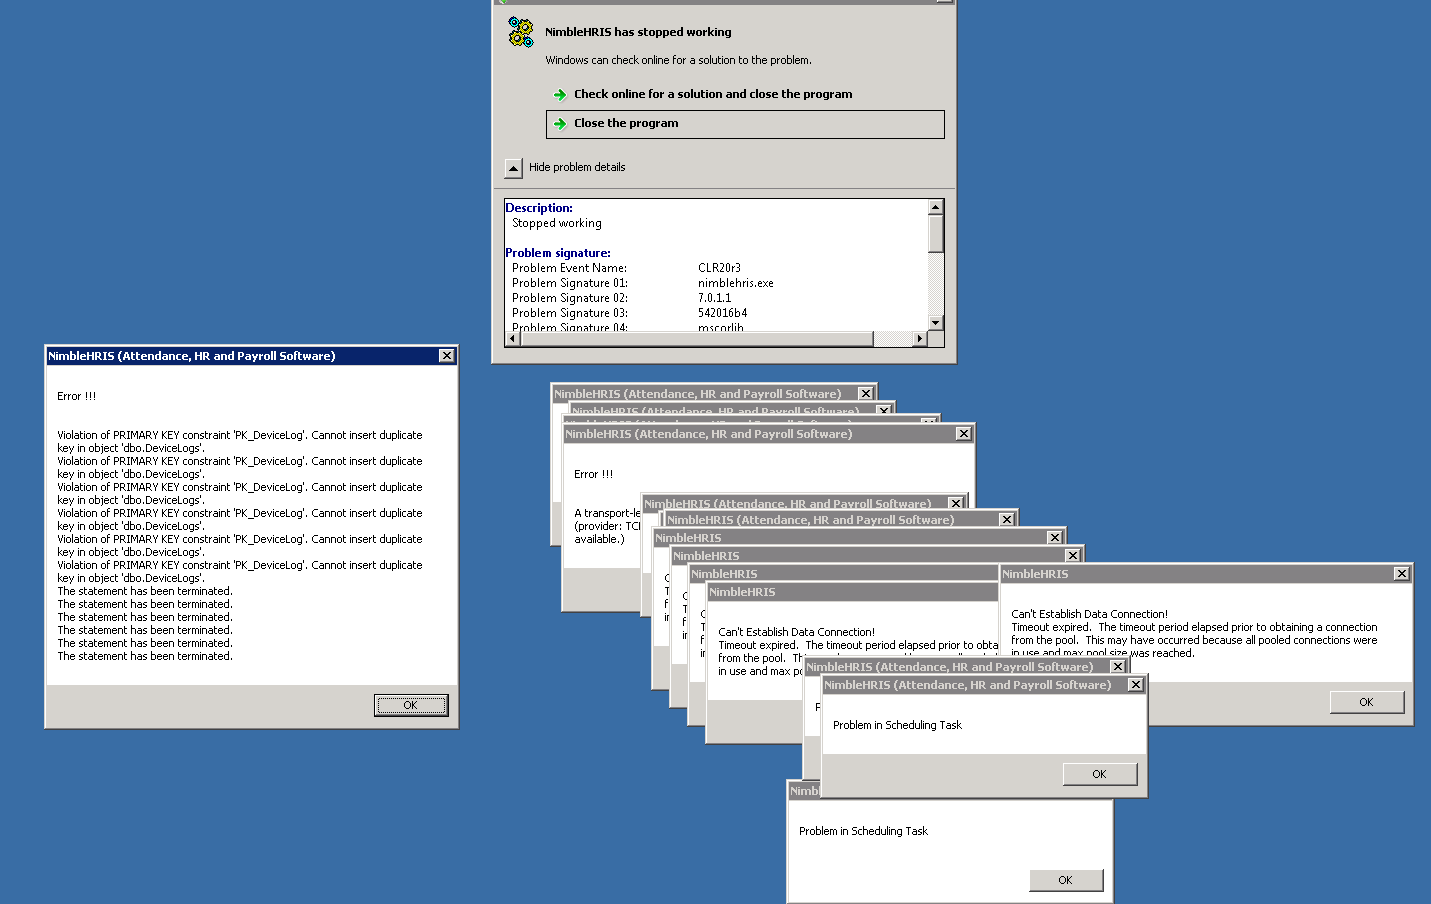 NimbleHRIS has stopped working
Windows can check online for a solution to the problem.
Check online for a solution and close the program
Close the program
Hide problem details
Description:
Stopped working
Problem signature:
Problem Event Name: CLR20r3
Problem Signature 01: nimblehris.exe
Problem Signature 02: 7.0.1.1
Problem Signature 03: 542016b4
Problem Signature 04: mscorlib
NimbleHRIS (Attendance, HR and Payroll Software)
Error !!!
Violation of PRIMARY KEY constraint 'PK_DeviceLog'. Cannot insert duplicate
key in object 'dbo.DeviceLogs'.
Violation of PRIMARY KEY constraint 'PK_DeviceLog'. Cannot insert duplicate
key in object 'dbo.DeviceLogs'.
Violation of PRIMARY KEY constraint 'PK_DeviceLog'. Cannot insert duplicate
key in object 'dbo.DeviceLogs'.
Violation of PRIMARY KEY constraint 'PK_DeviceLog'. Cannot insert duplicate
key in object 'dbo.DeviceLogs'.
Violation of PRIMARY KEY constraint 'PK_DeviceLog'. Cannot insert duplicate
key in object 'dbo.DeviceLogs'.
Violation of PRIMARY KEY constraint 'PK_DeviceLog'. Cannot insert duplicate
key in object 'dbo.DeviceLogs'.
The statement has been terminated.
The statement has been terminated.
The statement has been terminated.
The statement has been terminated.
The statement has been terminated.
The statement has been terminated.
OK
NimbleHRIS (Attendance, HR and Payroll Software)
NimbleHRIS (Attendance, HR and Payroll Software)
NimbleHRIS (Attendance, HR and Payroll Software)
Error !!!
A transport-le
(provider: TC
available.)
NimbleHRIS (Attendance, HR and Payroll Software)
NimbleHRIS (Attendance, HR and Payroll Software)
NimbleHRIS
NimbleHRIS
NimbleHRIS
NimbleHRIS
Can't Establish Data Connection!
Timeout expired. The timeout period elapsed prior to obta
from the pool. Th
in use and max po
NimbleHRIS
Can't Establish Data Connection!
Timeout expired. The timeout period elapsed prior to obtaining a connection
from the pool. This may have occurred because all pooled connections were
in use and max pool size was reached.
OK
NimbleHRIS (Attendance, HR and Payroll Software)
NimbleHRIS (Attendance, HR and Payroll Software)
Problem in Scheduling Task
OK
Nimbl
Problem in Scheduling Task
OK